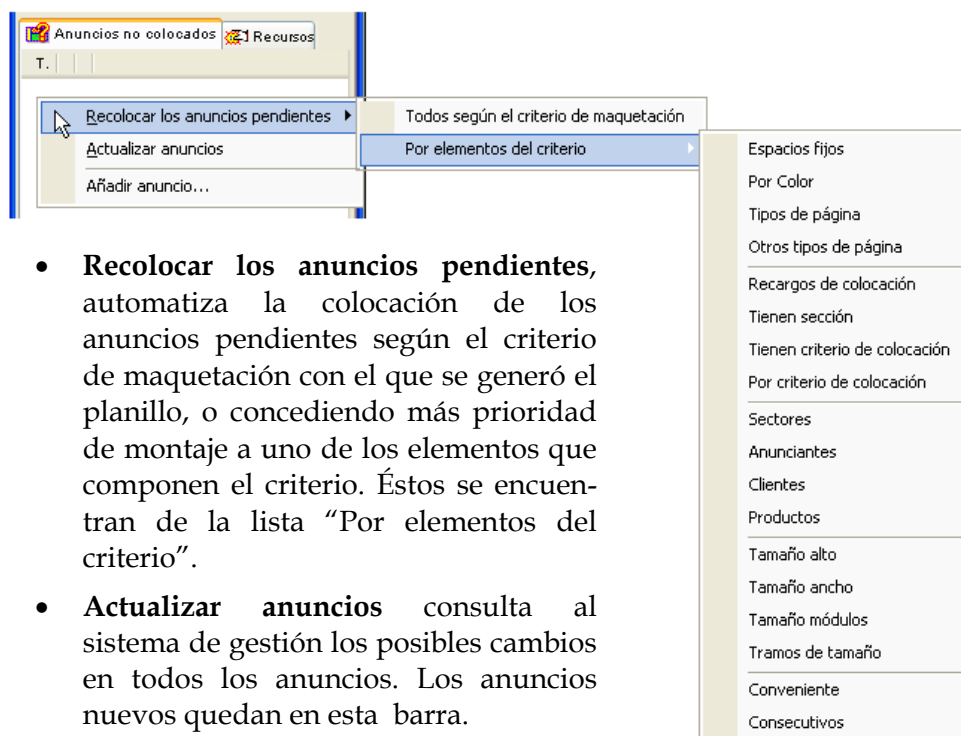 Anuncios no colocados
Recursos
T.
Recolocar los anuncios pendientes
Actualizar anuncios
Añadir anuncio...
Todos según el criterio de maquetación
Por elementos del criterio
Espacios fijos
Por Color
Tipos de página
Otros tipos de página
Recargos de colocación
Tienen sección
Tienen criterio de colocación
Por criterio de colocación
Sectores
Anunciantes
Clientes
Productos
Tamaño alto
Tamaño ancho
Tamaño módulos
Tramos de tamaño
Conveniente
Consecutivos
• Recolocar los anuncios pendientes,
automatiza la colocación de los
anuncios pendientes según el criterio
de maquetación con el que se generó el
planillo, o concediendo más prioridad
de montaje a uno de los elementos que
componen el criterio. Éstos se encuen-
tran de la lista “Por elementos del
criterio”.
• Actualizar anuncios consulta al
sistema de gestión los posibles cambios
en todos los anuncios. Los anuncios
nuevos quedan en esta barra.